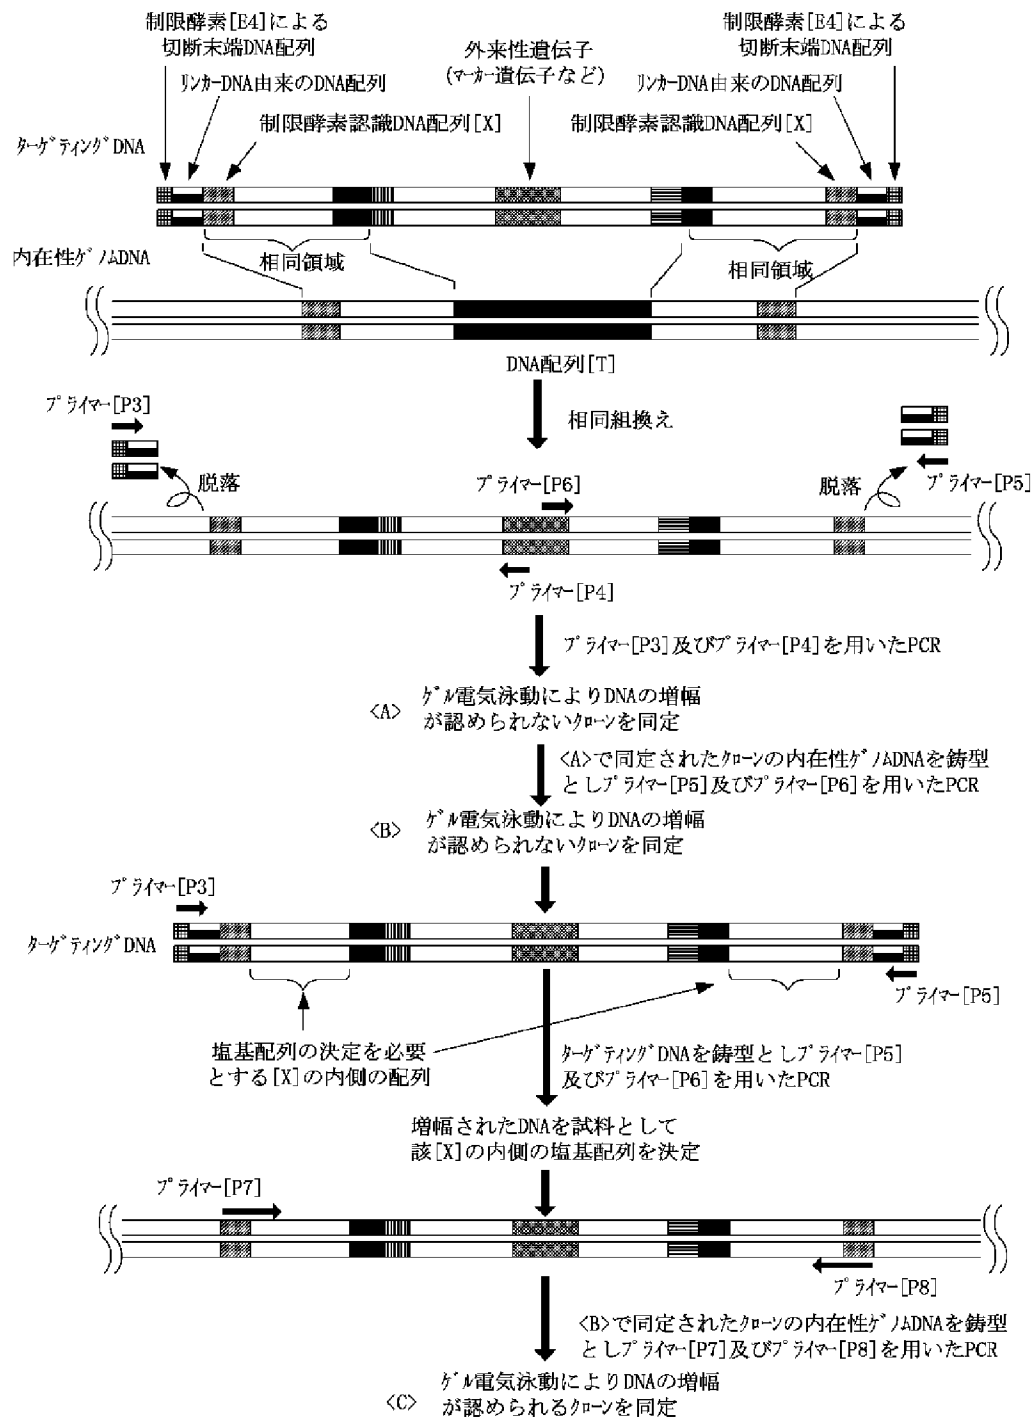 制限酵素[E4]による
切断末端DNA配列
外来性遺伝子
(マーカー遺伝子など)
制限酵素[E4]による
切断末端DNA配列
リンカーDNA由来のDNA配列
リンカーDNA由来のDNA配列
制限酵素認識DNA配列[X]
制限酵素認識DNA配列[X]
ターゲティングDNA
内在性ゲノムDNA
相同領域
相同領域
DNA配列[T]
プライマー[P3]
相同組換え
脱落
プライマー[P6]
脱落
プライマー[P5]
プライマー[P4]
プライマー[P3]及びプライマー[P4]を用いたPCR
<A>
ゲル電気泳動によりDNAの増幅
が認められないクローンを同定
<A>で同定されたクローンの内在性ゲノムDNAを鋳型
としプライマー[P5]及びプライマー[P6]を用いたPCR
<B>
ゲル電気泳動によりDNAの増幅
が認められないクローンを同定
プライマー[P3]
ターゲティングDNA
プライマー[P5]
塩基配列の決定を必要
とする[X]の内側の配列
ターゲティングDNAを鋳型としプライマー[P5]
及びプライマー[P6]を用いたPCR
増幅されたDNAを試料として
該[X]の内側の塩基配列を決定
プライマー[P7]
プライマー[P8]
<B>で同定されたクローンの内在性ゲノムDNAを鋳型
としプライマー[P7]及びプライマー[P8]を用いたPCR
<C>
ゲル電気泳動によりDNAの増幅
が認められるクローンを同定